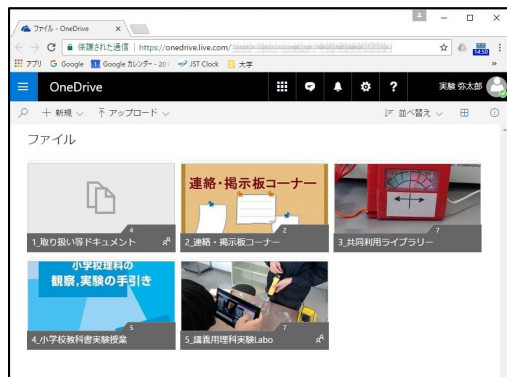 ファイル - OneDrive
保護された通信 | https://onedrive.live.com/
アプリ Google Google カレンダー - 201 JST Clock 大学
14:50
OneDrive ? 実験 弥太郎
+ 新規 アップロード 並べ替え
ファイル
連絡・掲示板コーナー
4
1_取り扱い等ドキュメント
2
2_連絡・掲示板コーナー
7
3_共同利用ライブラリー
小学校理科の
観察,実験の手引き
5
4_小学校教科書実験授業
7
5_講義用理科実験Labo